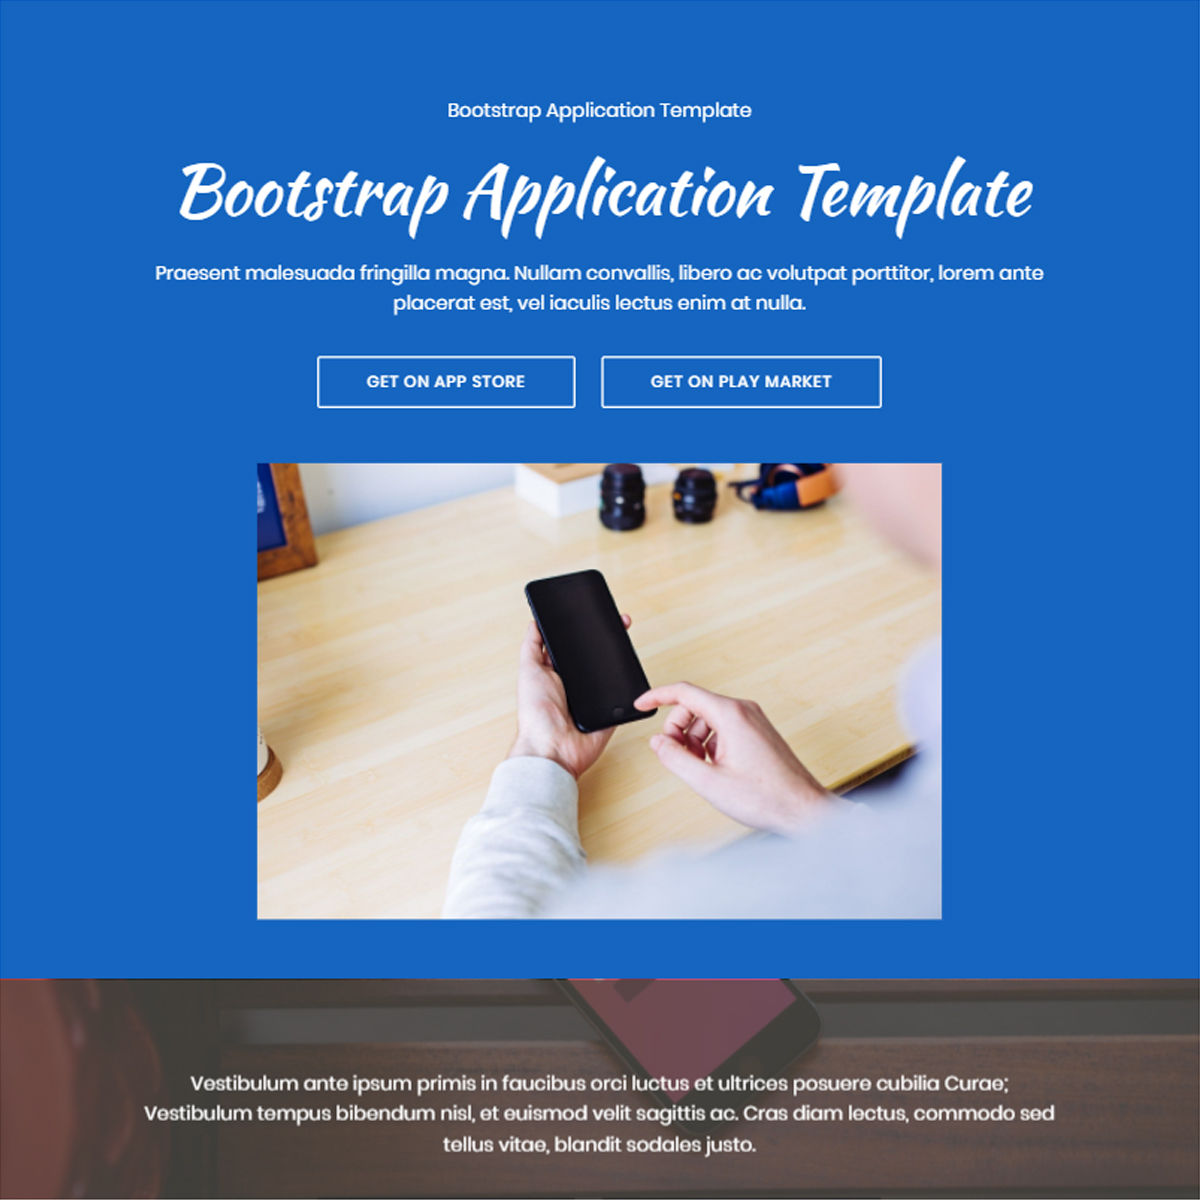 Bootstrap Application Template
Bootstrap Application Template
Praesent malesuada fringilla magna. Nullam convallis, libero ac volutpat porttitor, lorem ante
placerat est, vel iaculis lectus enim at nulla.
GET ON APP STORE
GET ON PLAY MARKET
Vestibulum ante ipsum primis in faucibus orci luctus et ultrices posuere cubilia Curae;
Vestibulum tempus bibendum nisl, et euismod velit sagittis ac. Cras diam lectus, commodo sed
tellus vitae, blandit sodales justo.